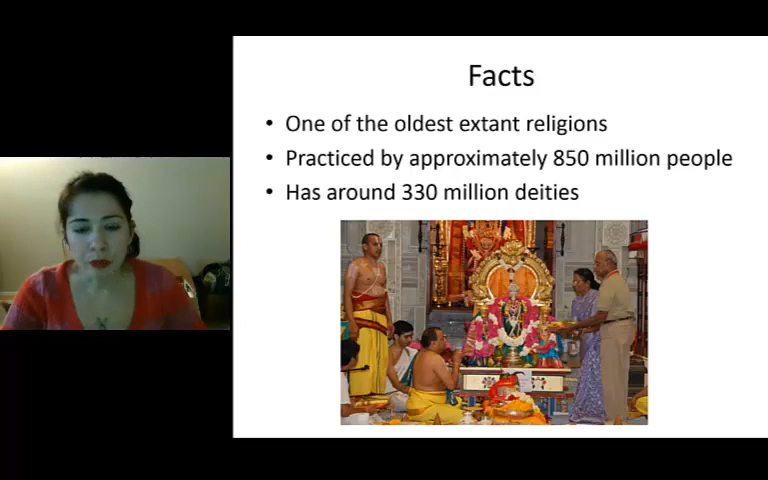 Facts
• One of the oldest extant religions
• Practiced by approximately 850 million people
• Has around 330 million deities